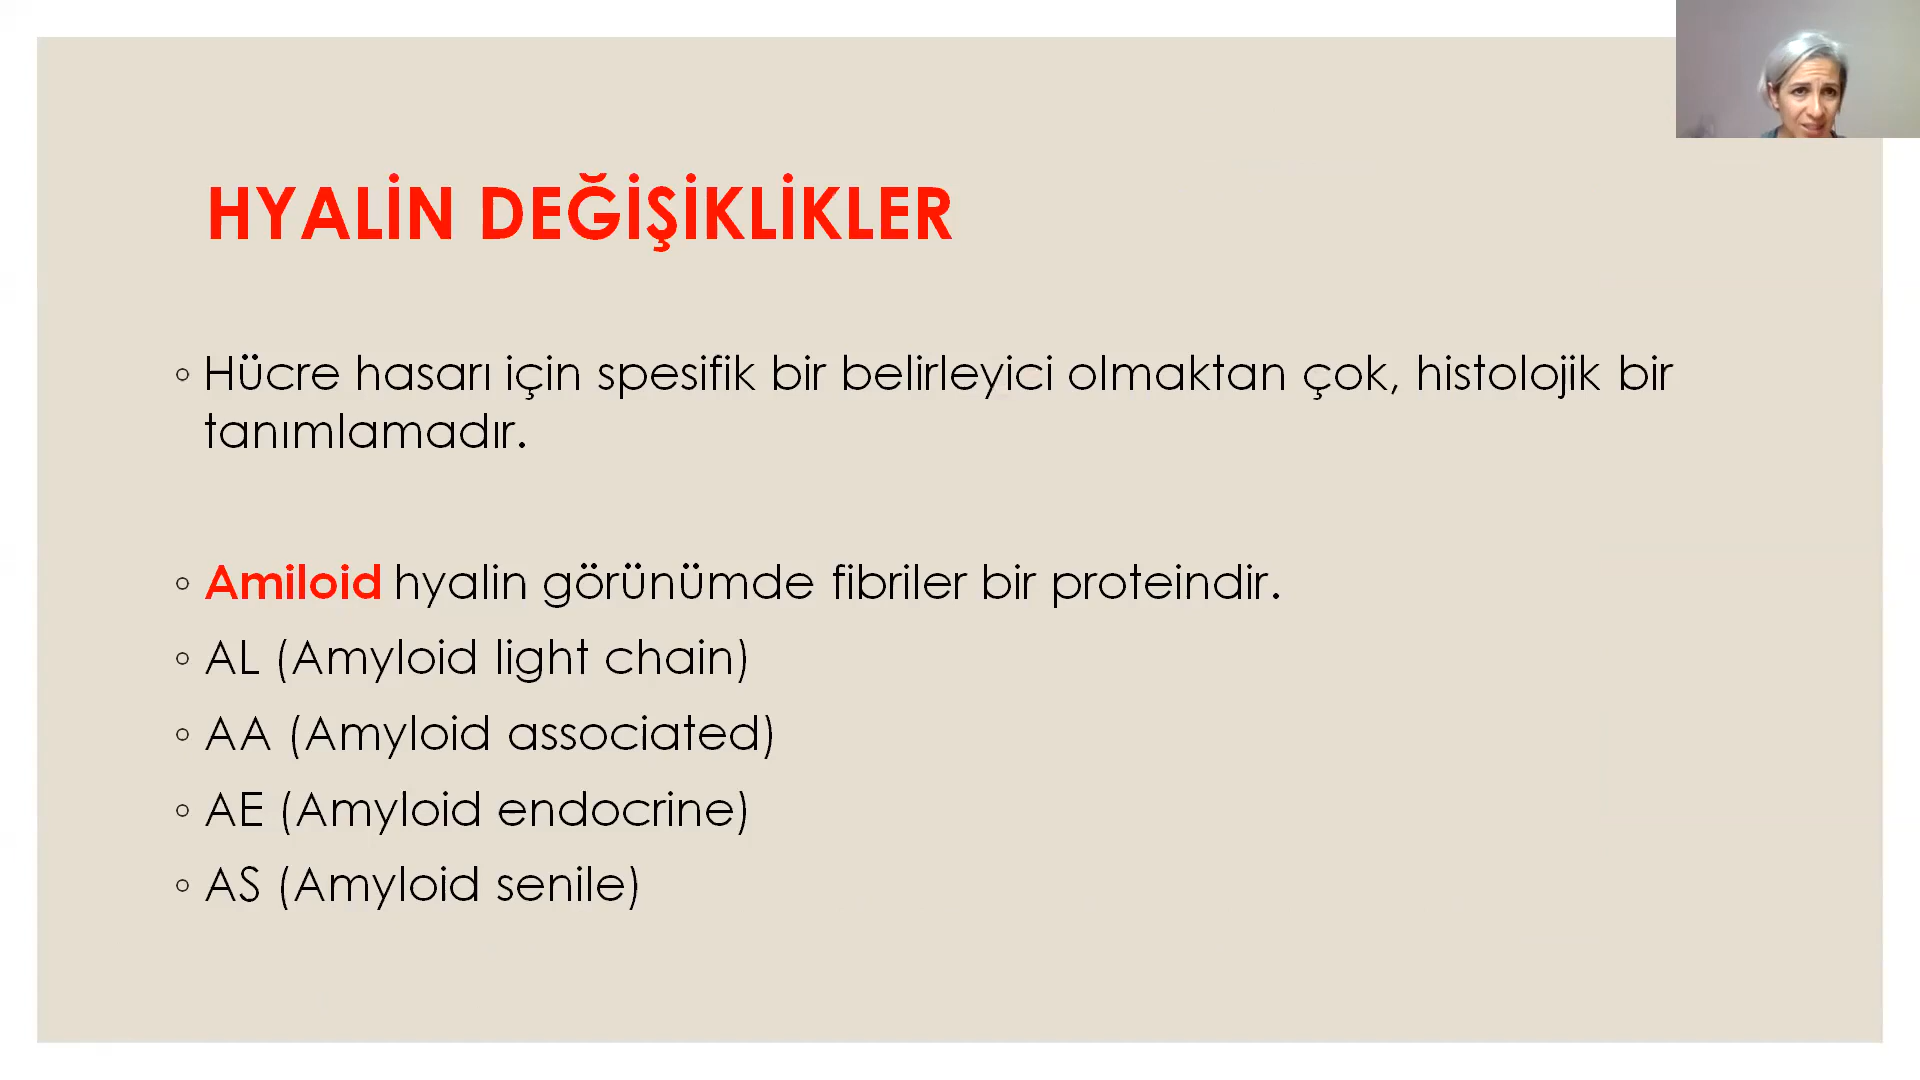 HYALİN DEĞİŞİKLİKLER
◦ Hücre hasarı için spesifik bir belirleyici olmaktan çok, histolojik bir
tanımlamadır.
◦ Amiloid hyalin görünümde fibriler bir proteindir.
◦ AL (Amyloid light chain)
◦ AA (Amyloid associated)
◦ AE (Amyloid endocrine)
◦ AS (Amyloid senile)